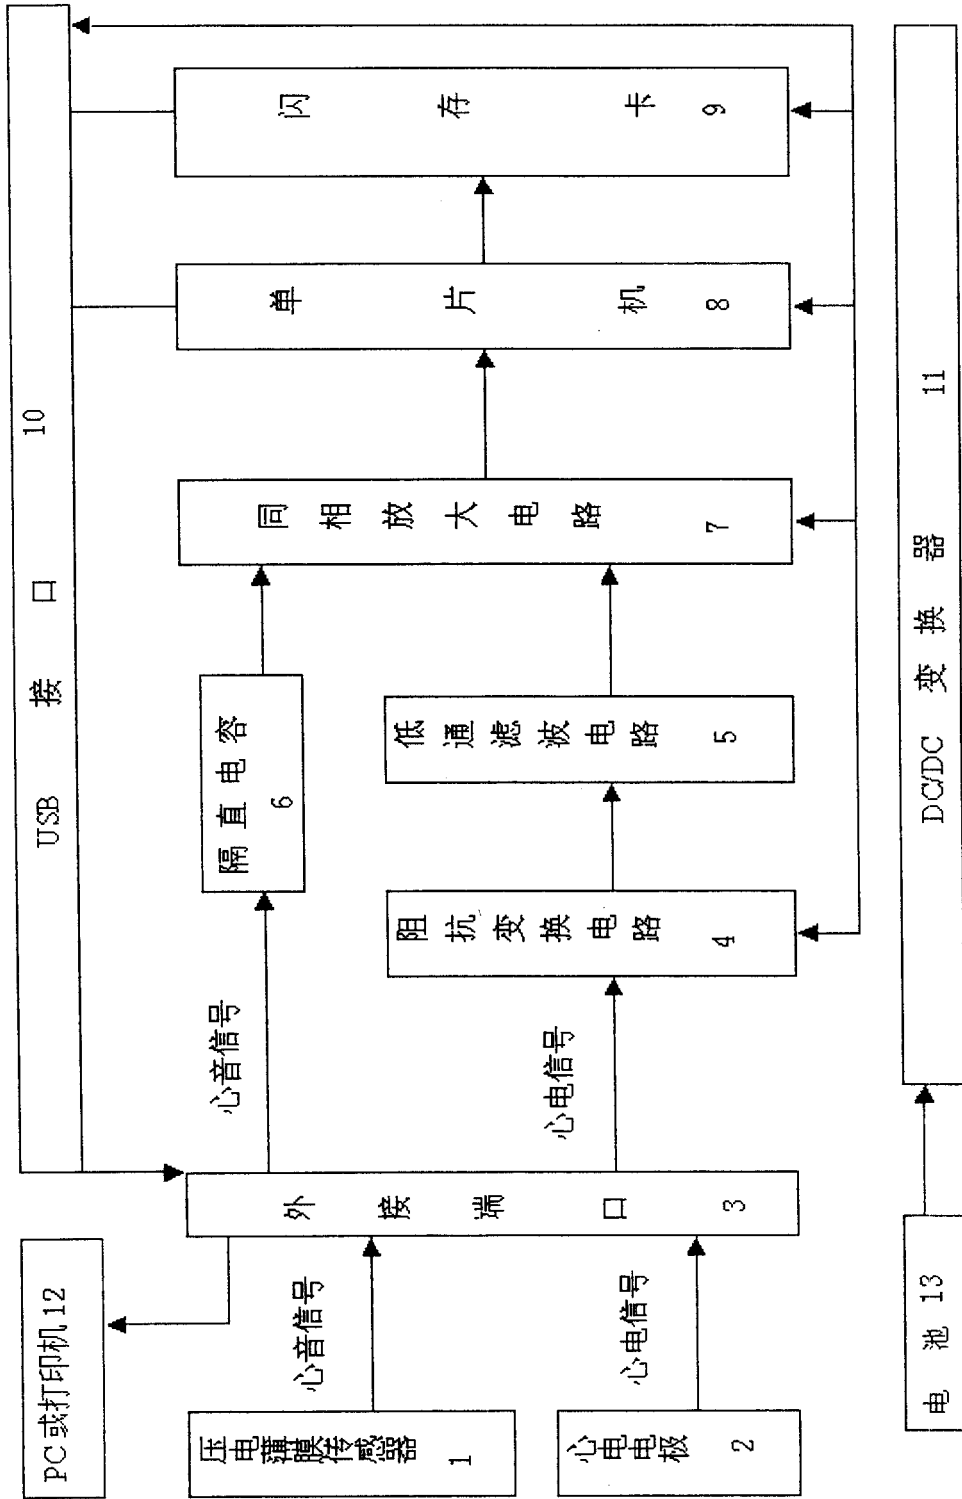 PC 或打印机 12
USB 接口 10
压电薄膜传感器 1
心音信号
心电电极 2
心电信号
外接端口 3
心音信号
心电信号
隔直电容 6
阻抗变换电路 4
低通滤波电路 5
同相放大电路 7
单片机 8
闪存卡 9
电池 13
DC/DC 变换器 11